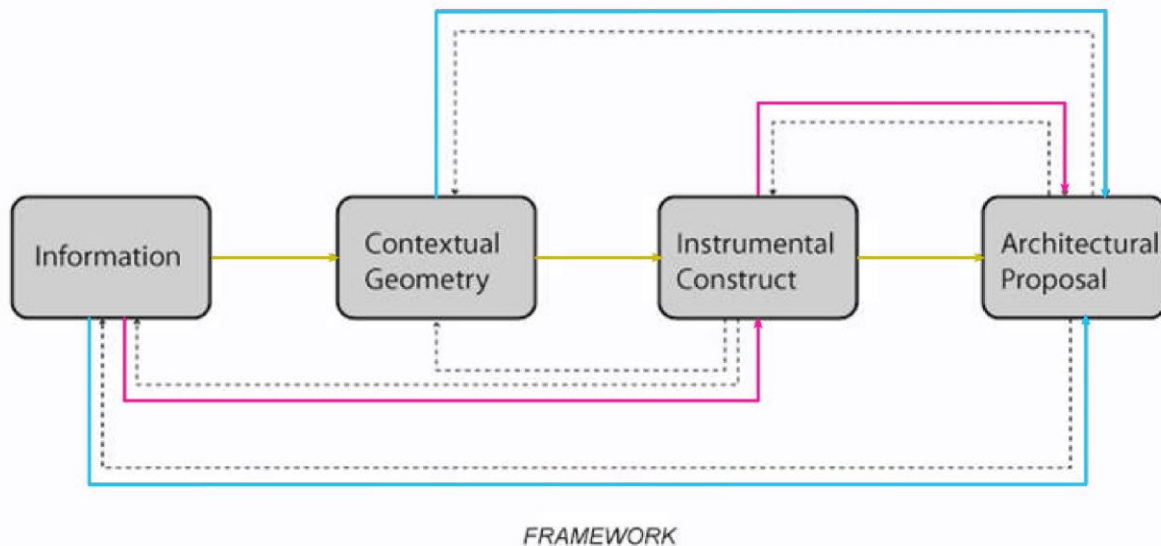 Information
Contextual
Geometry
Instrumental
Construct
Architectural
Proposal
FRAMEWORK